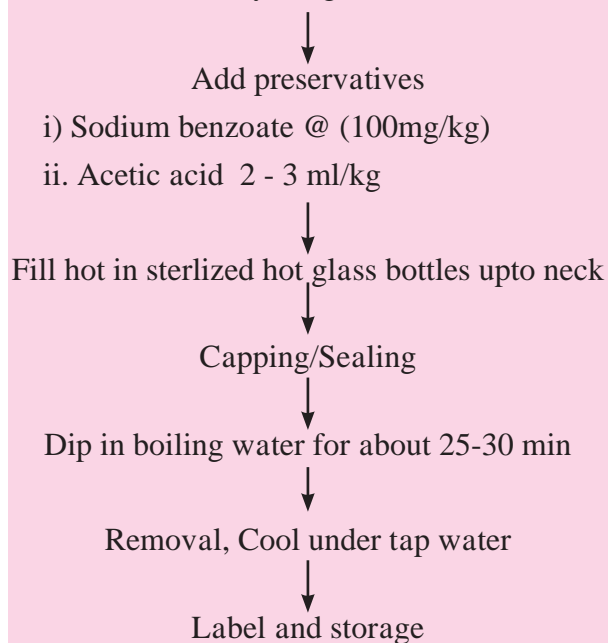 Add preservatives
i) Sodium benzoate @ (100mg/kg)
ii. Acetic acid 2 - 3 ml/kg
Fill hot in sterlized hot glass bottles upto neck
Capping/Sealing
Dip in boiling water for about 25-30 min
Removal, Cool under tap water
Label and storage